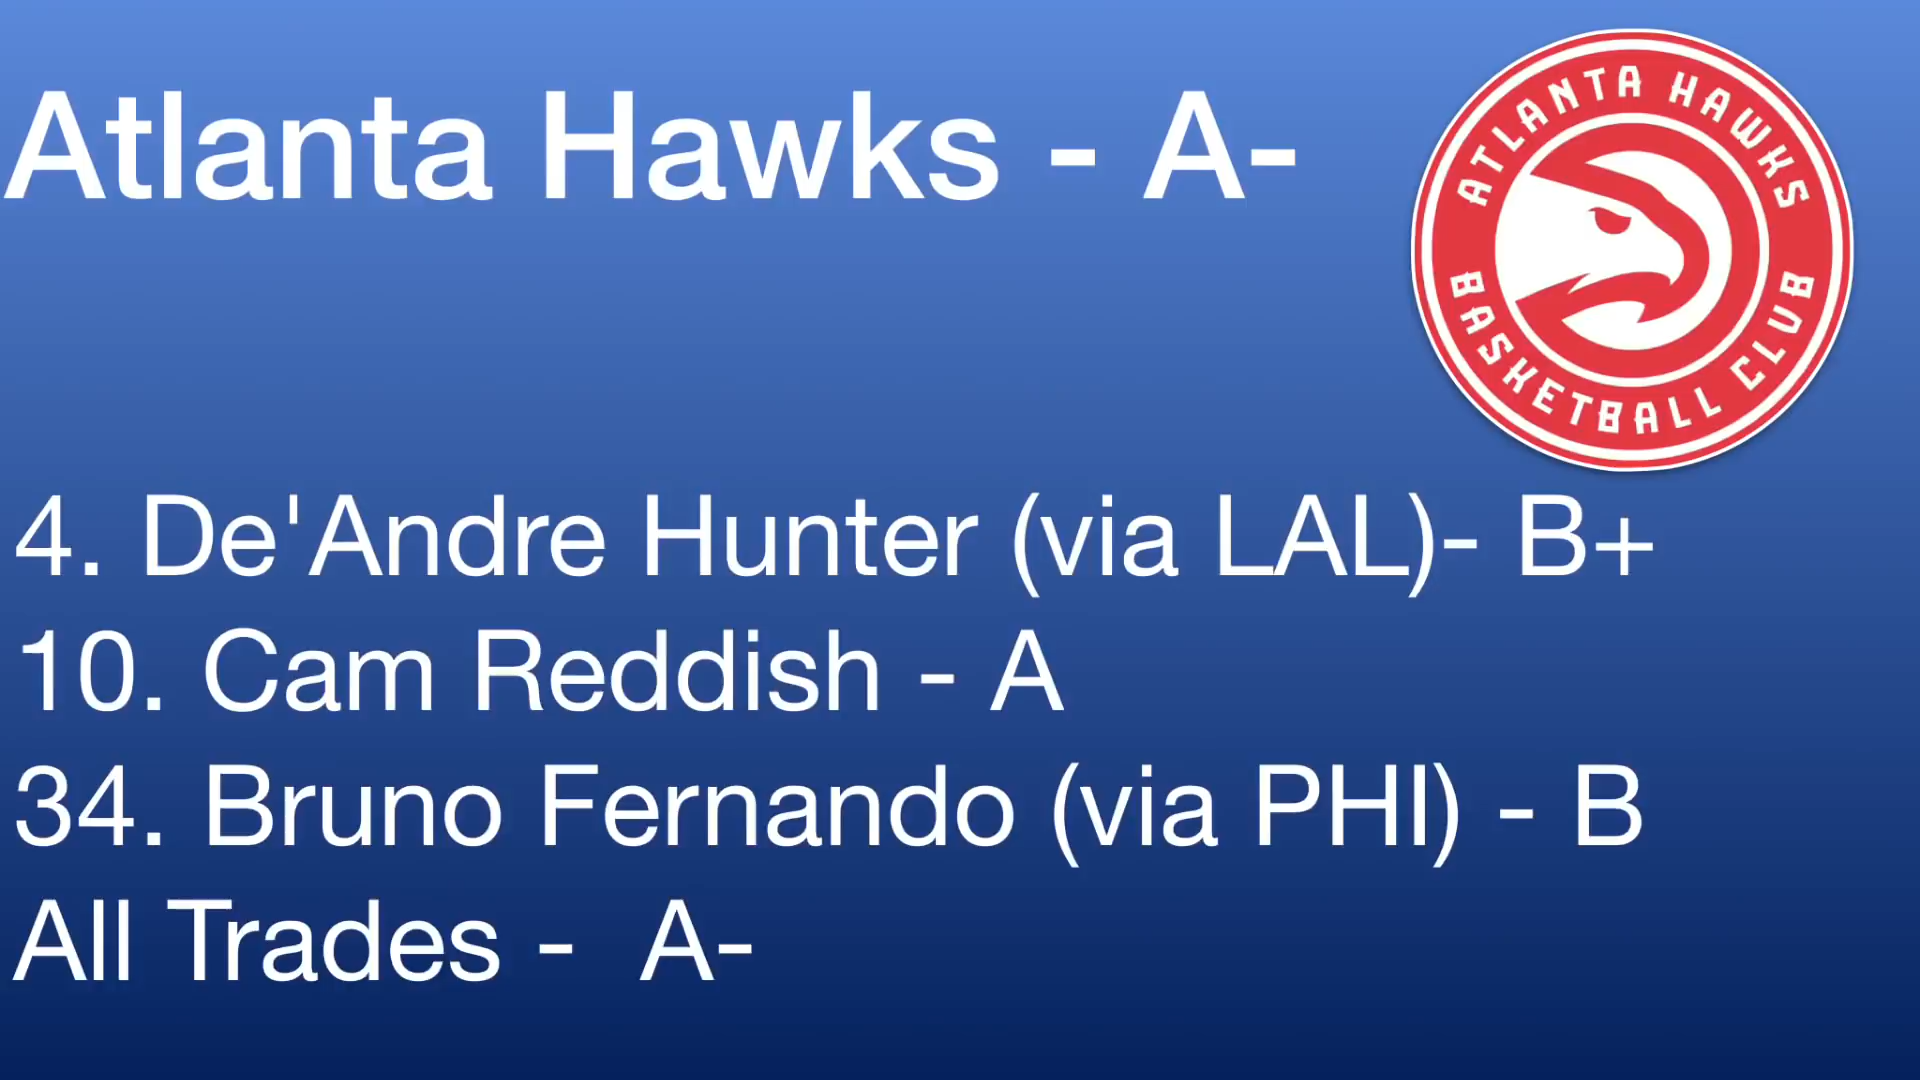 Atlanta Hawks - A-
ATLANTA HAWKS
BASKETBALL CLUB
4. De'Andre Hunter (via LAL)- B+
10. Cam Reddish - A
34. Bruno Fernando (via PHI) - B
All Trades -  A-